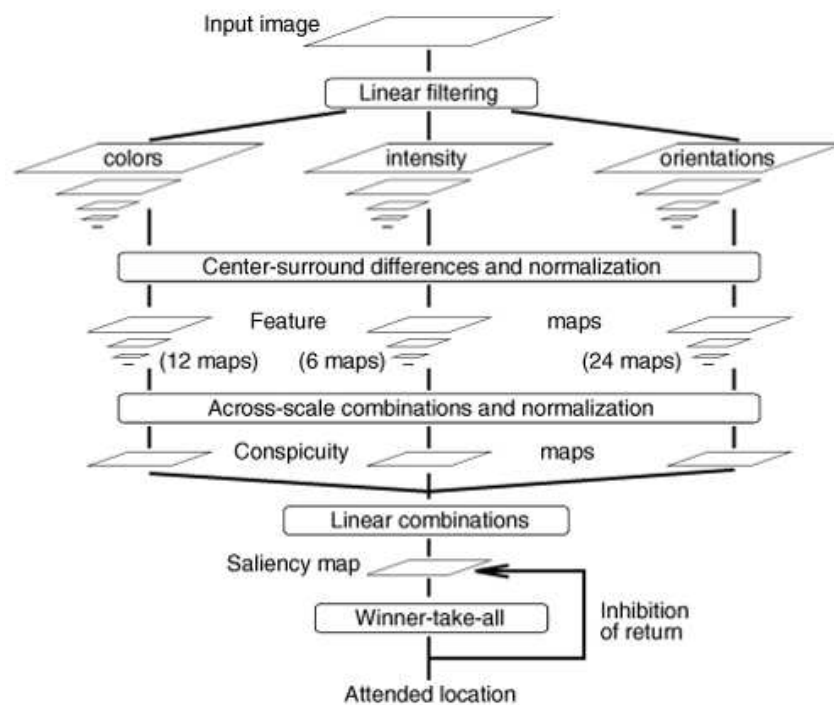 Input image
Linear filtering
colors
intensity
orientations
Center-surround differences and normalization
Feature maps
(12 maps) (6 maps) (24 maps)
Across-scale combinations and normalization
Conspicuity maps
Linear combinations
Saliency map
Winner-take-all
Inhibition
of return
Attended location